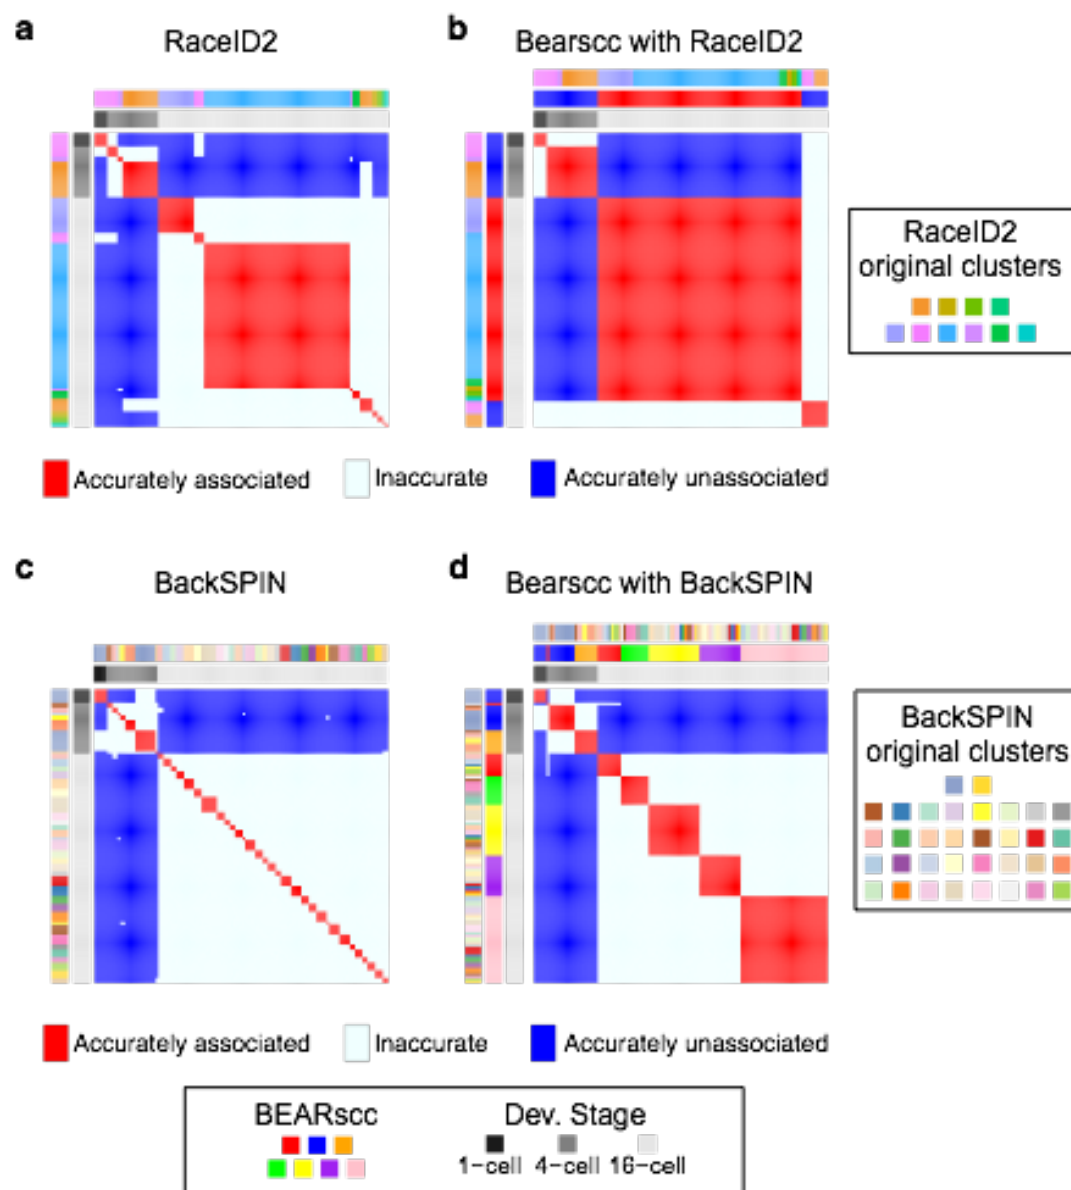 a
RaceID2
b
Bearscc with RaceID2
RaceID2
original clusters
Accurately associated
Inaccurate
Accurately unassociated
c
BackSPIN
d
Bearscc with BackSPIN
BackSPIN
original clusters
Accurately associated
Inaccurate
Accurately unassociated
BEARscc
Dev. Stage
1-cell 4-cell 16-cell